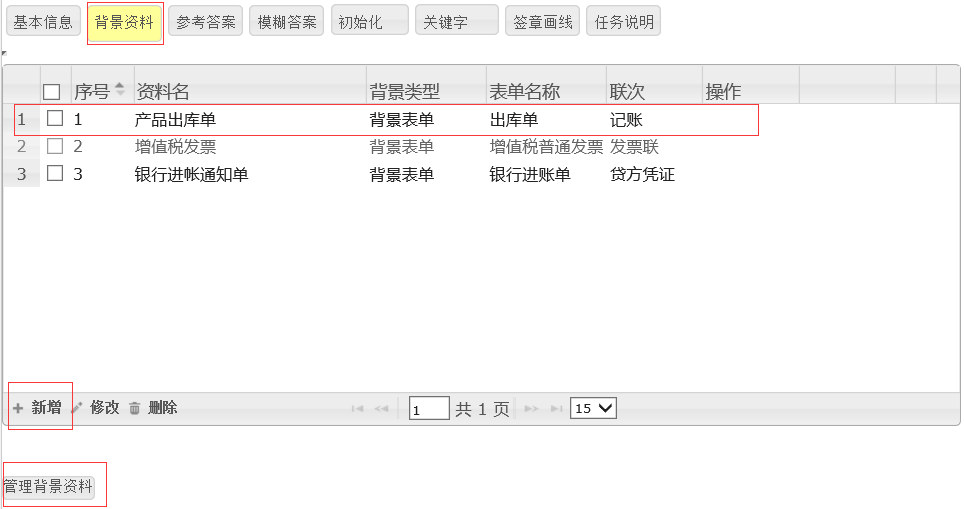 基本信息 背景资料 参考答案 模糊答案 初始化 关键字 签章画线 任务说明
序号 资料名 背景类型 表单名称 联次 操作
1 1 产品出库单 背景表单 出库单 记账
2 2 增值税发票 背景表单 增值税普通发票 发票联
3 3 银行进帐通知单 背景表单 银行进账单 贷方凭证
新增 修改 删除 1 共 1 页 15
管理背景资料